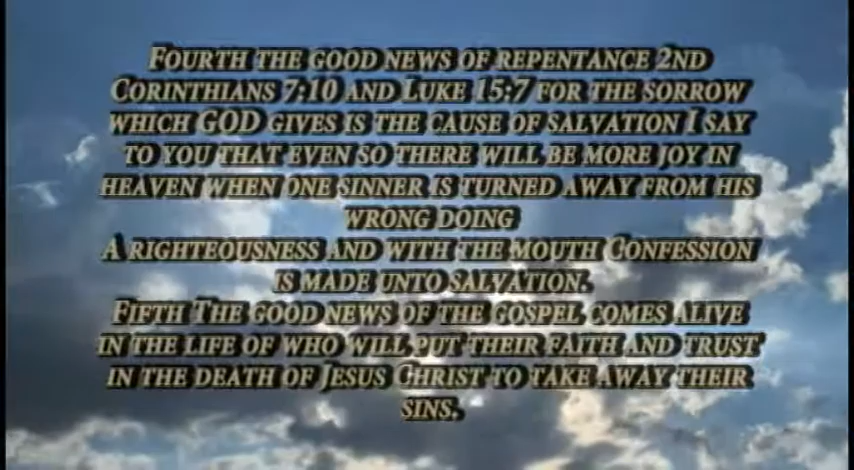 Fourth the good news of repentance 2nd
Corinthians 7:10 and Luke 15:7 for the sorrow
which GOD gives is the cause of salvation I say
to you that even so there will be more joy in
heaven when one sinner is turned away from his
wrong doing
A righteousness and with the mouth Confession
is made unto salvation.
Fifth The good news of the gospel comes alive
in the life of who will put their faith and trust
in the death of Jesus Christ to take away their
sins.